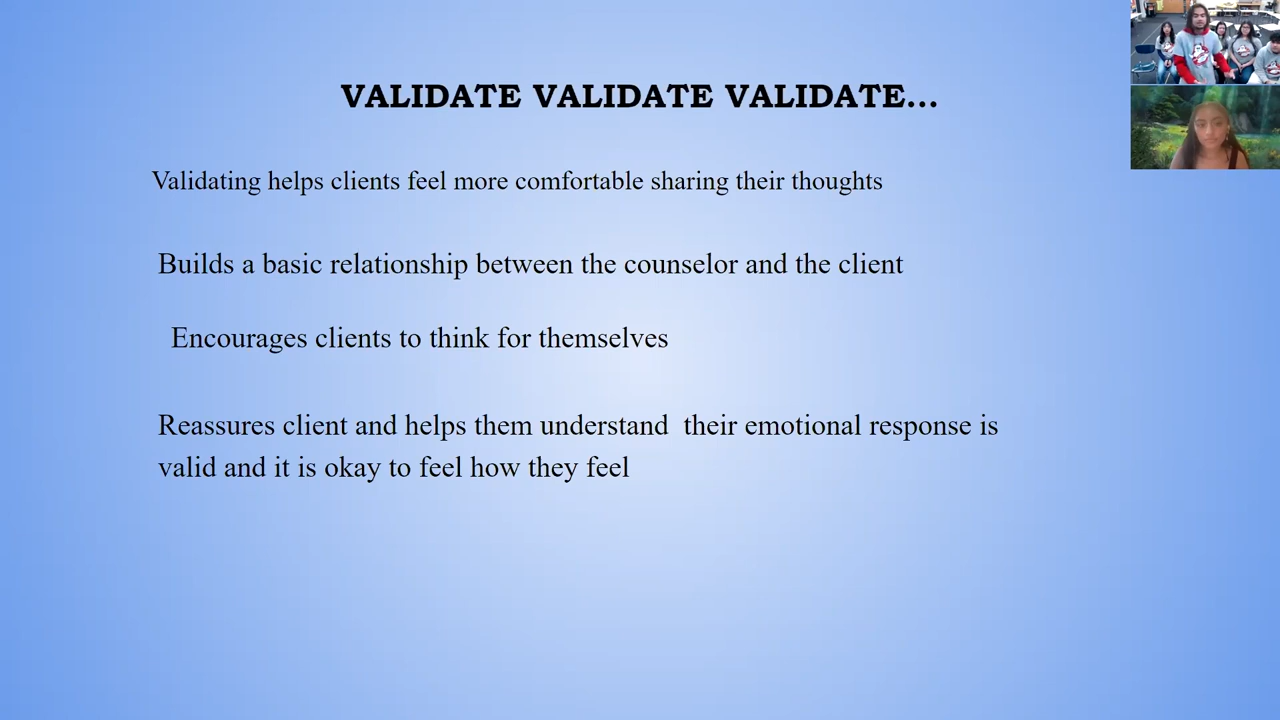 VALIDATE VALIDATE VALIDATE...
Validating helps clients feel more comfortable sharing their thoughts
Builds a basic relationship between the counselor and the client
Encourages clients to think for themselves
Reassures client and helps them understand  their emotional response is
valid and it is okay to feel how they feel